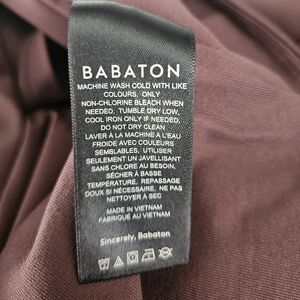 BABATON
MACHINE WASH COLD WITH LIKE
COLOURS, ONLY
NON-CHLORINE BLEACH WHEN
NEEDED, TUMBLE DRY LOW,
COOL IRON ONLY IF NEEDED,
DO NOT DRY CLEAN
LAVER À LA MACHINE À L'EAU
FROIDE AVEC COULEURS
SEMBLABLES, UTILISER
SEULEMENT UN JAVELLISANT
SANS CHLORE AU BESOIN,
SÉCHER À BASSE
TEMPÉRATURE, REPASSAGE
DOUX SI NÉCESSAIRE, NE PAS
NETTOYER À SEC
MADE IN VIETNAM
FABRIQUÉ AU VIETNAM
Sincerely, Babaton